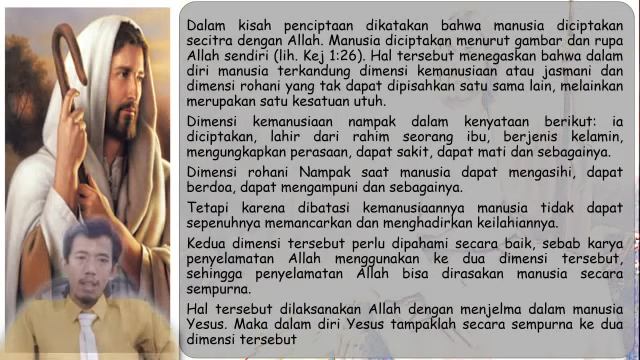 Dalam kisah penciptaan dikatakan bahwa manusia diciptakan
secitra dengan Allah. Manusia diciptakan menurut gambar dan rupa
Allah sendiri (lih. Kej 1:26). Hal tersebut menegaskan bahwa dalam
diri manusia terkandung dimensi kemanusiaan atau jasmani dan
dimensi rohani yang tak dapat dipisahkan satu sama lain, melainkan
merupakan satu kesatuan utuh.
Dimensi kemanusiaan nampak dalam kenyataan berikut: ia
diciptakan, lahir dari rahim seorang ibu, berjenis kelamin,
mengungkapkan perasaan, dapat sakit, dapat mati dan sebagainya.
Dimensi rohani Nampak saat manusia dapat mengasihi, dapat
berdoa, dapat mengampuni dan sebagainya.
Tetapi karena dibatasi kemanusiaannya manusia tidak dapat
sepenuhnya memancarkan dan menghadirkan keilahiannya.
Kedua dimensi tersebut perlu dipahami secara baik, sebab karya
penyelamatan Allah menggunakan ke dua dimensi tersebut,
sehingga penyelamatan Allah bisa dirasakan manusia secara
sempurna.
Hal tersebut dilaksanakan Allah dengan menjelma dalam manusia
Yesus. Maka dalam diri Yesus tampaklah secara sempurna ke dua
dimensi tersebut